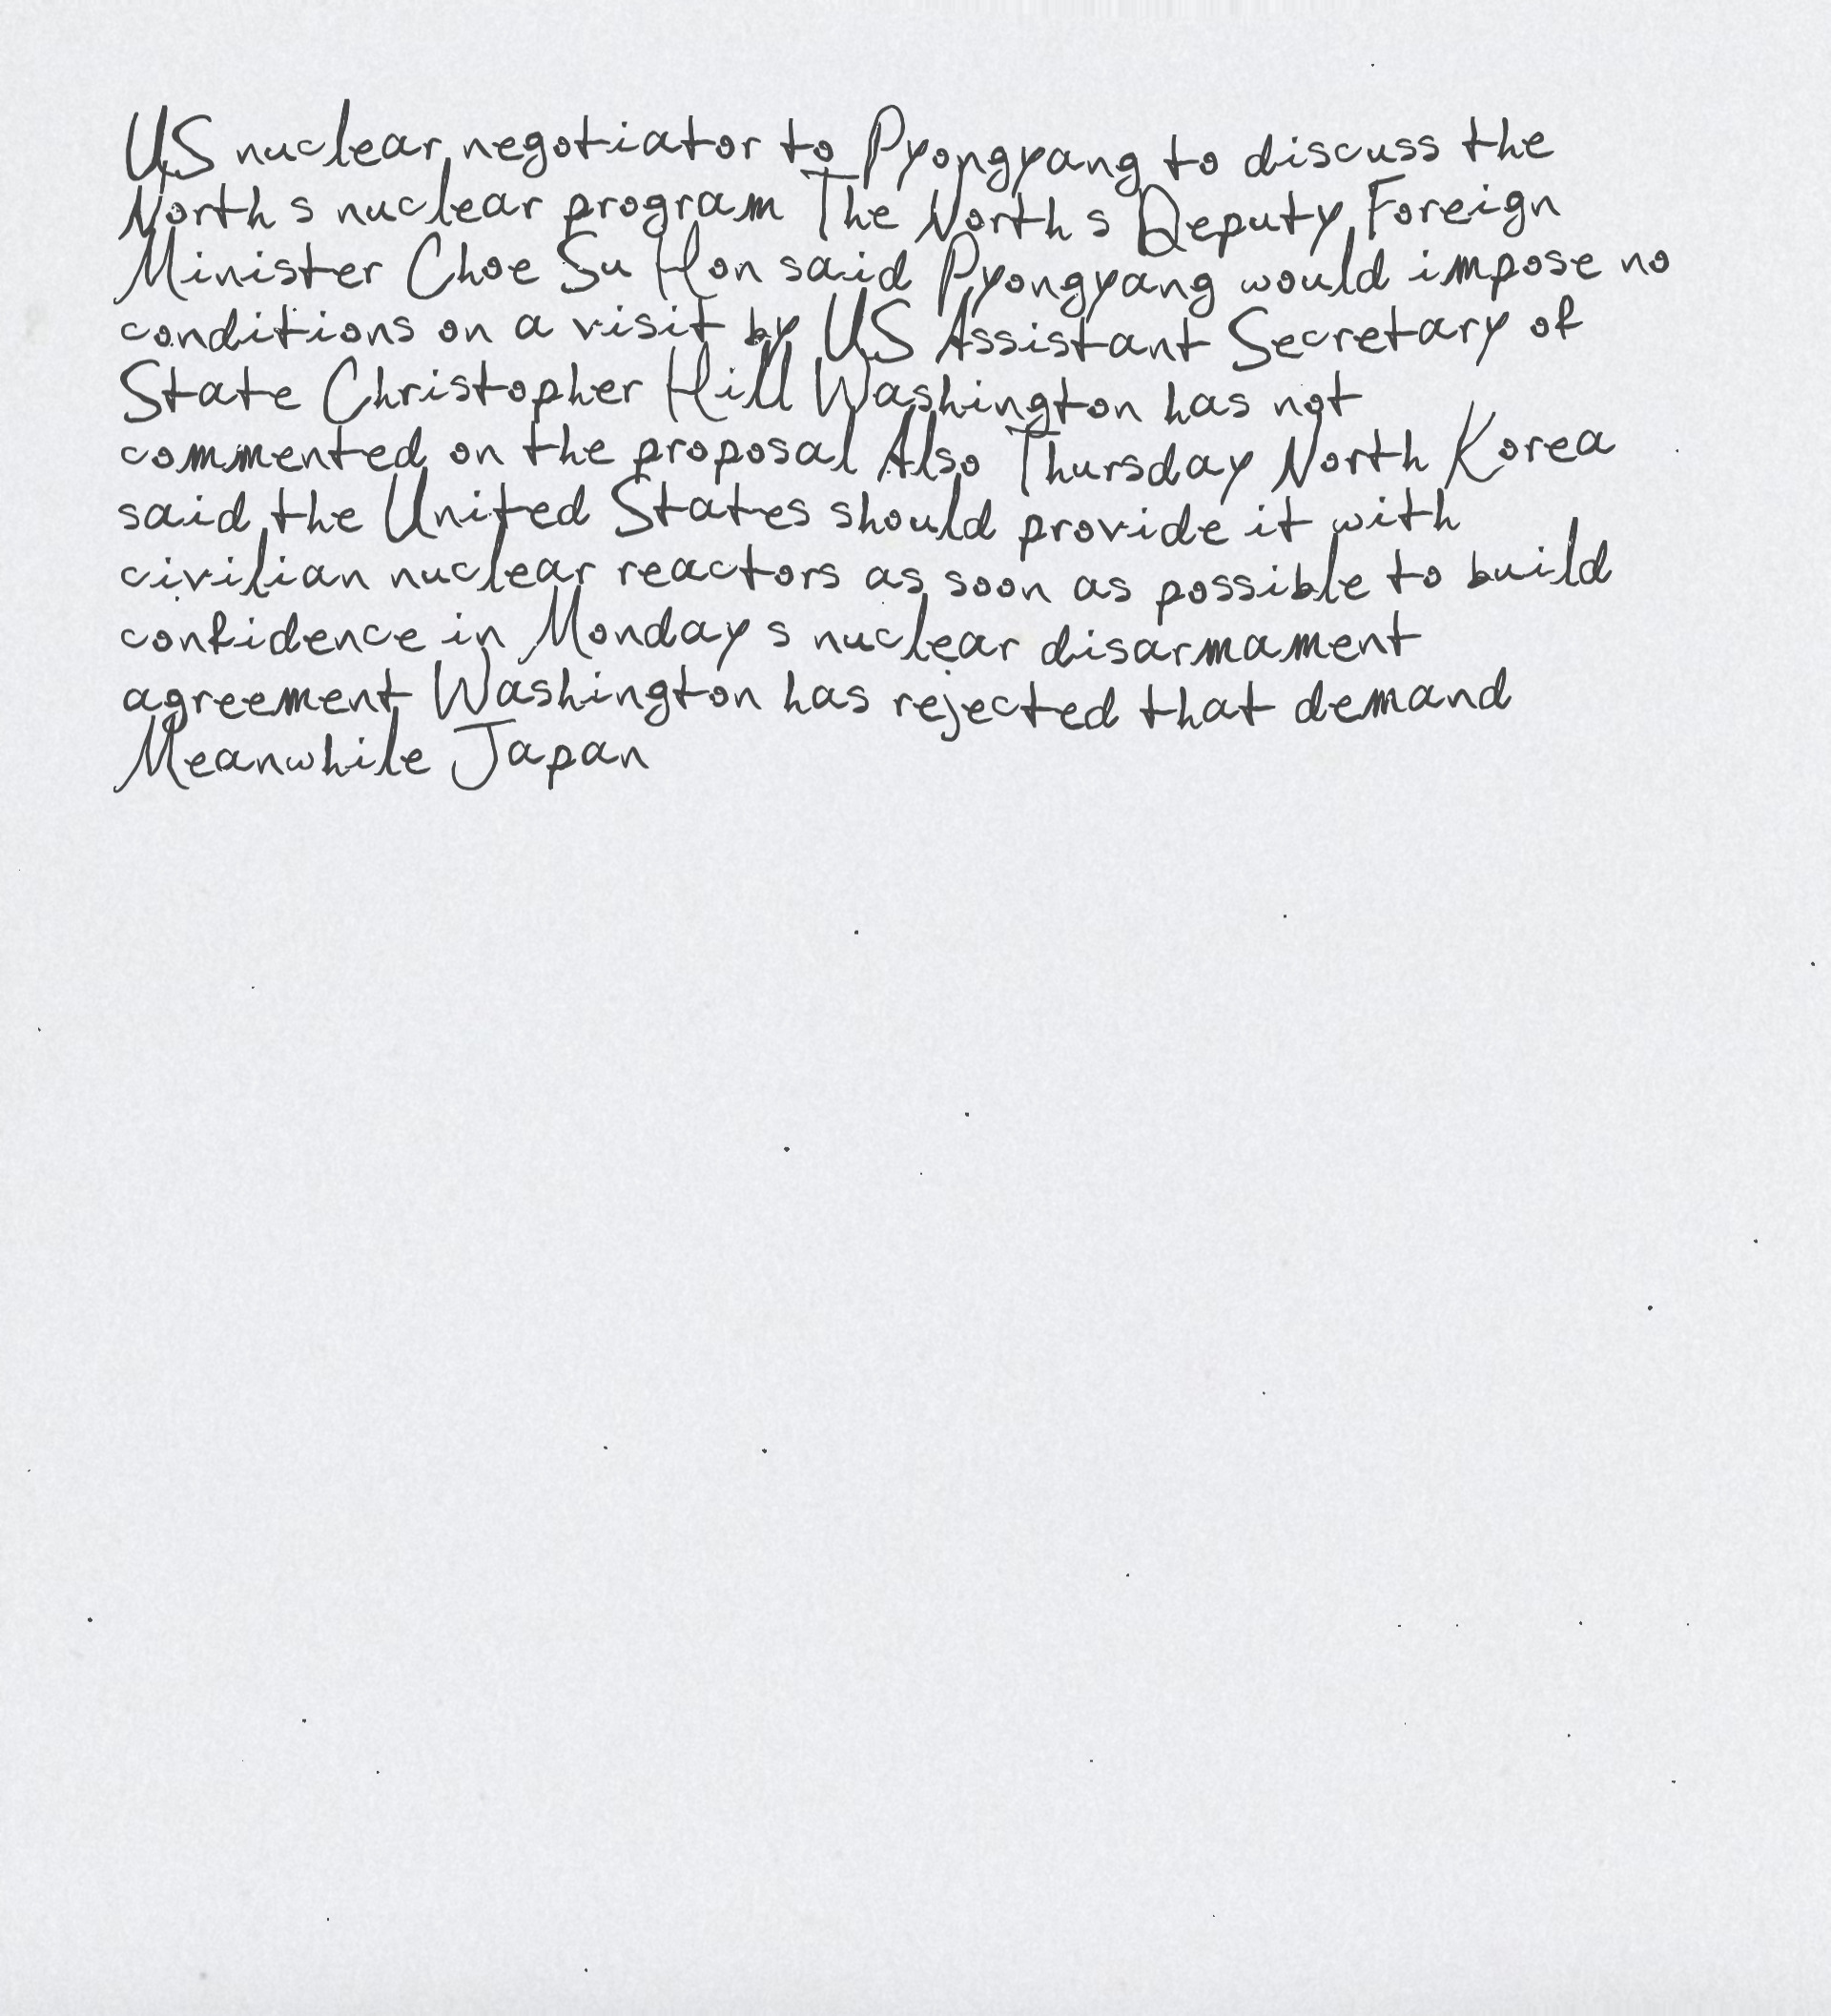 US nuclear negotiator to Pyongyang to discuss the
North s nuclear program The North s Deputy Foreign
Minister Choe Su Hon said Pyongyang would impose no
conditions on a visit by US Assistant Secretary of
State Christopher Hill Washington has not
commented on the proposal Also Thursday North Korea
said the United States should provide it with
civilian nuclear reactors as soon as possible to build
confidence in Monday s nuclear disarmament
agreement Washington has rejected that demand
Meanwhile Japan